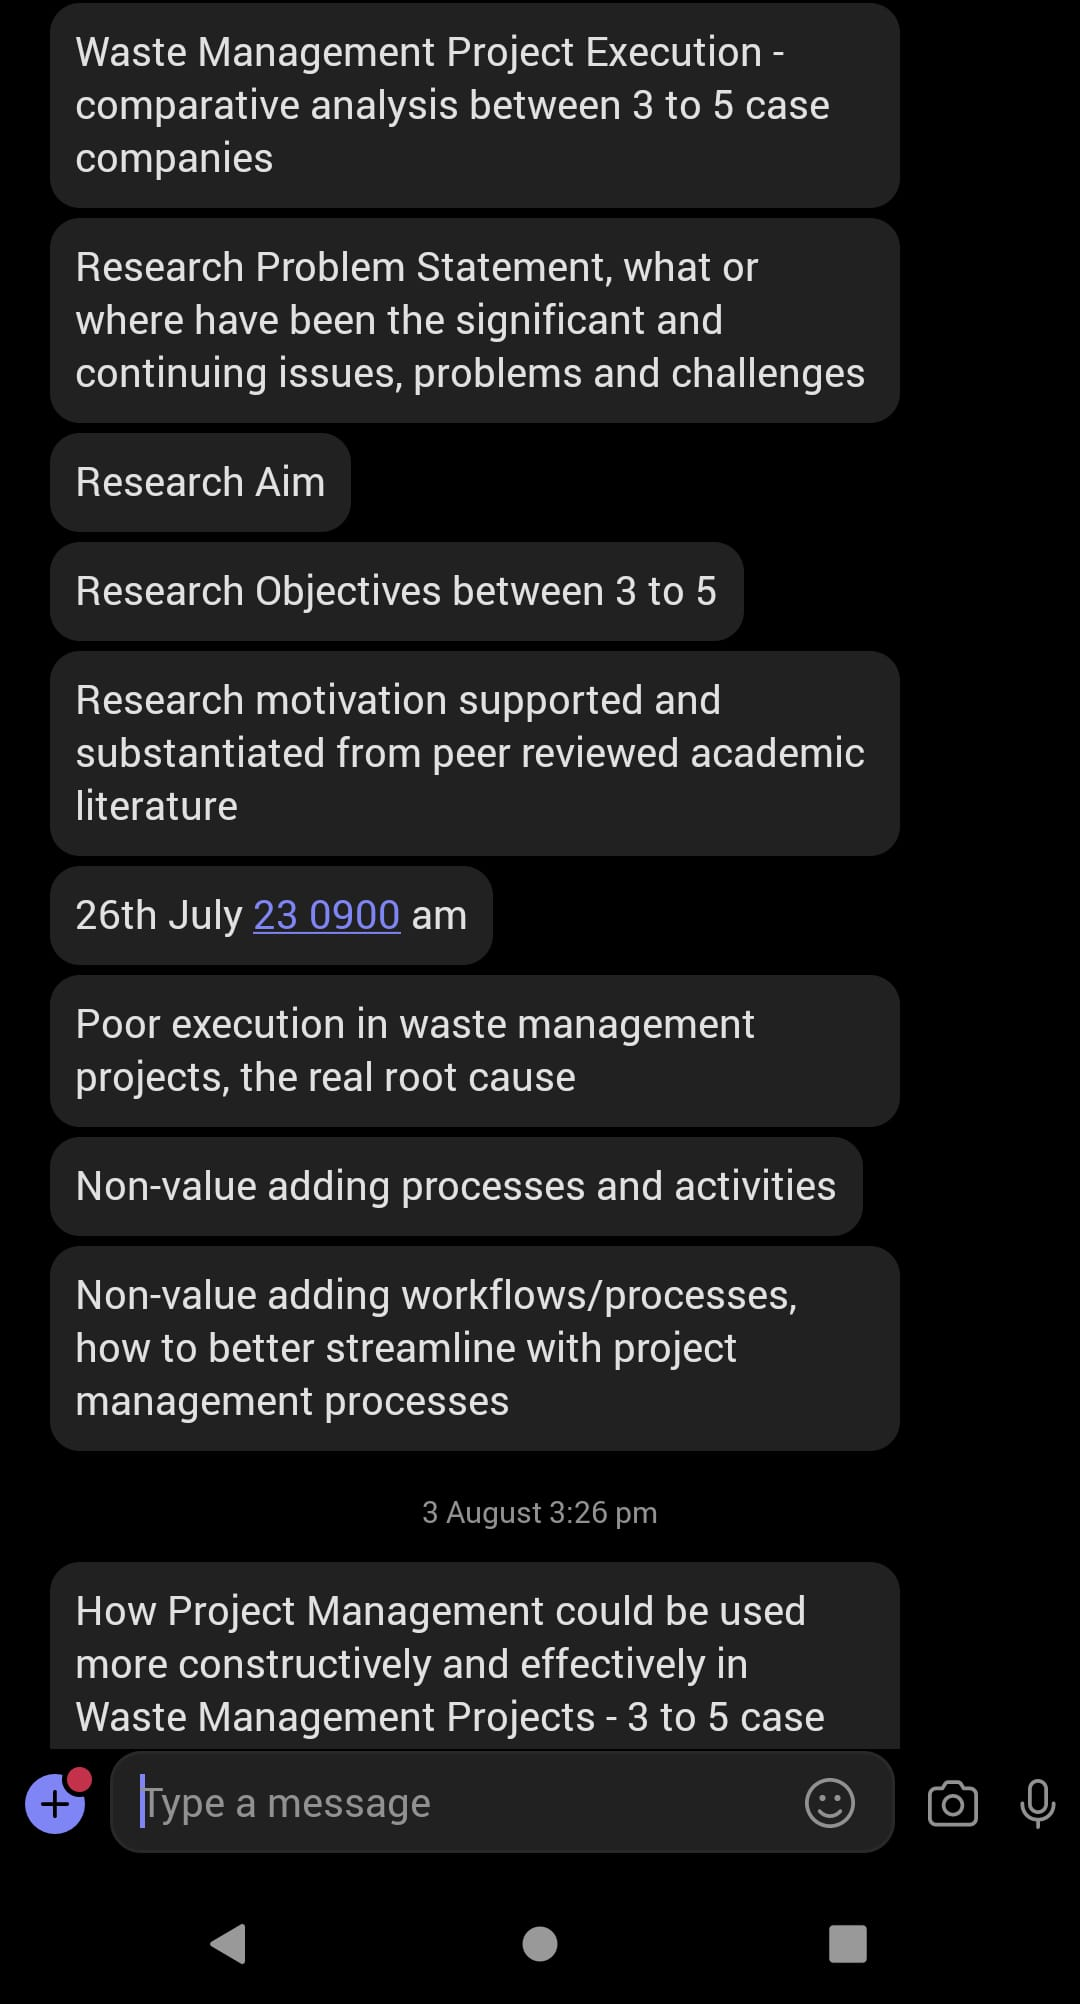 Waste Management Project Execution -
comparative analysis between 3 to 5 case
companies
Research Problem Statement, what or
where have been the significant and
continuing issues, problems and challenges
Research Aim
Research Objectives between 3 to 5
Research motivation supported and
substantiated from peer reviewed academic
literature
26th July 23 0900 am
Poor execution in waste management
projects, the real root cause
Non-value adding processes and activities
Non-value adding workflows/processes,
how to better streamline with project
management processes
3 August 3:26 pm
How Project Management could be used
more constructively and effectively in
Waste Management Projects - 3 to 5 case
Type a message